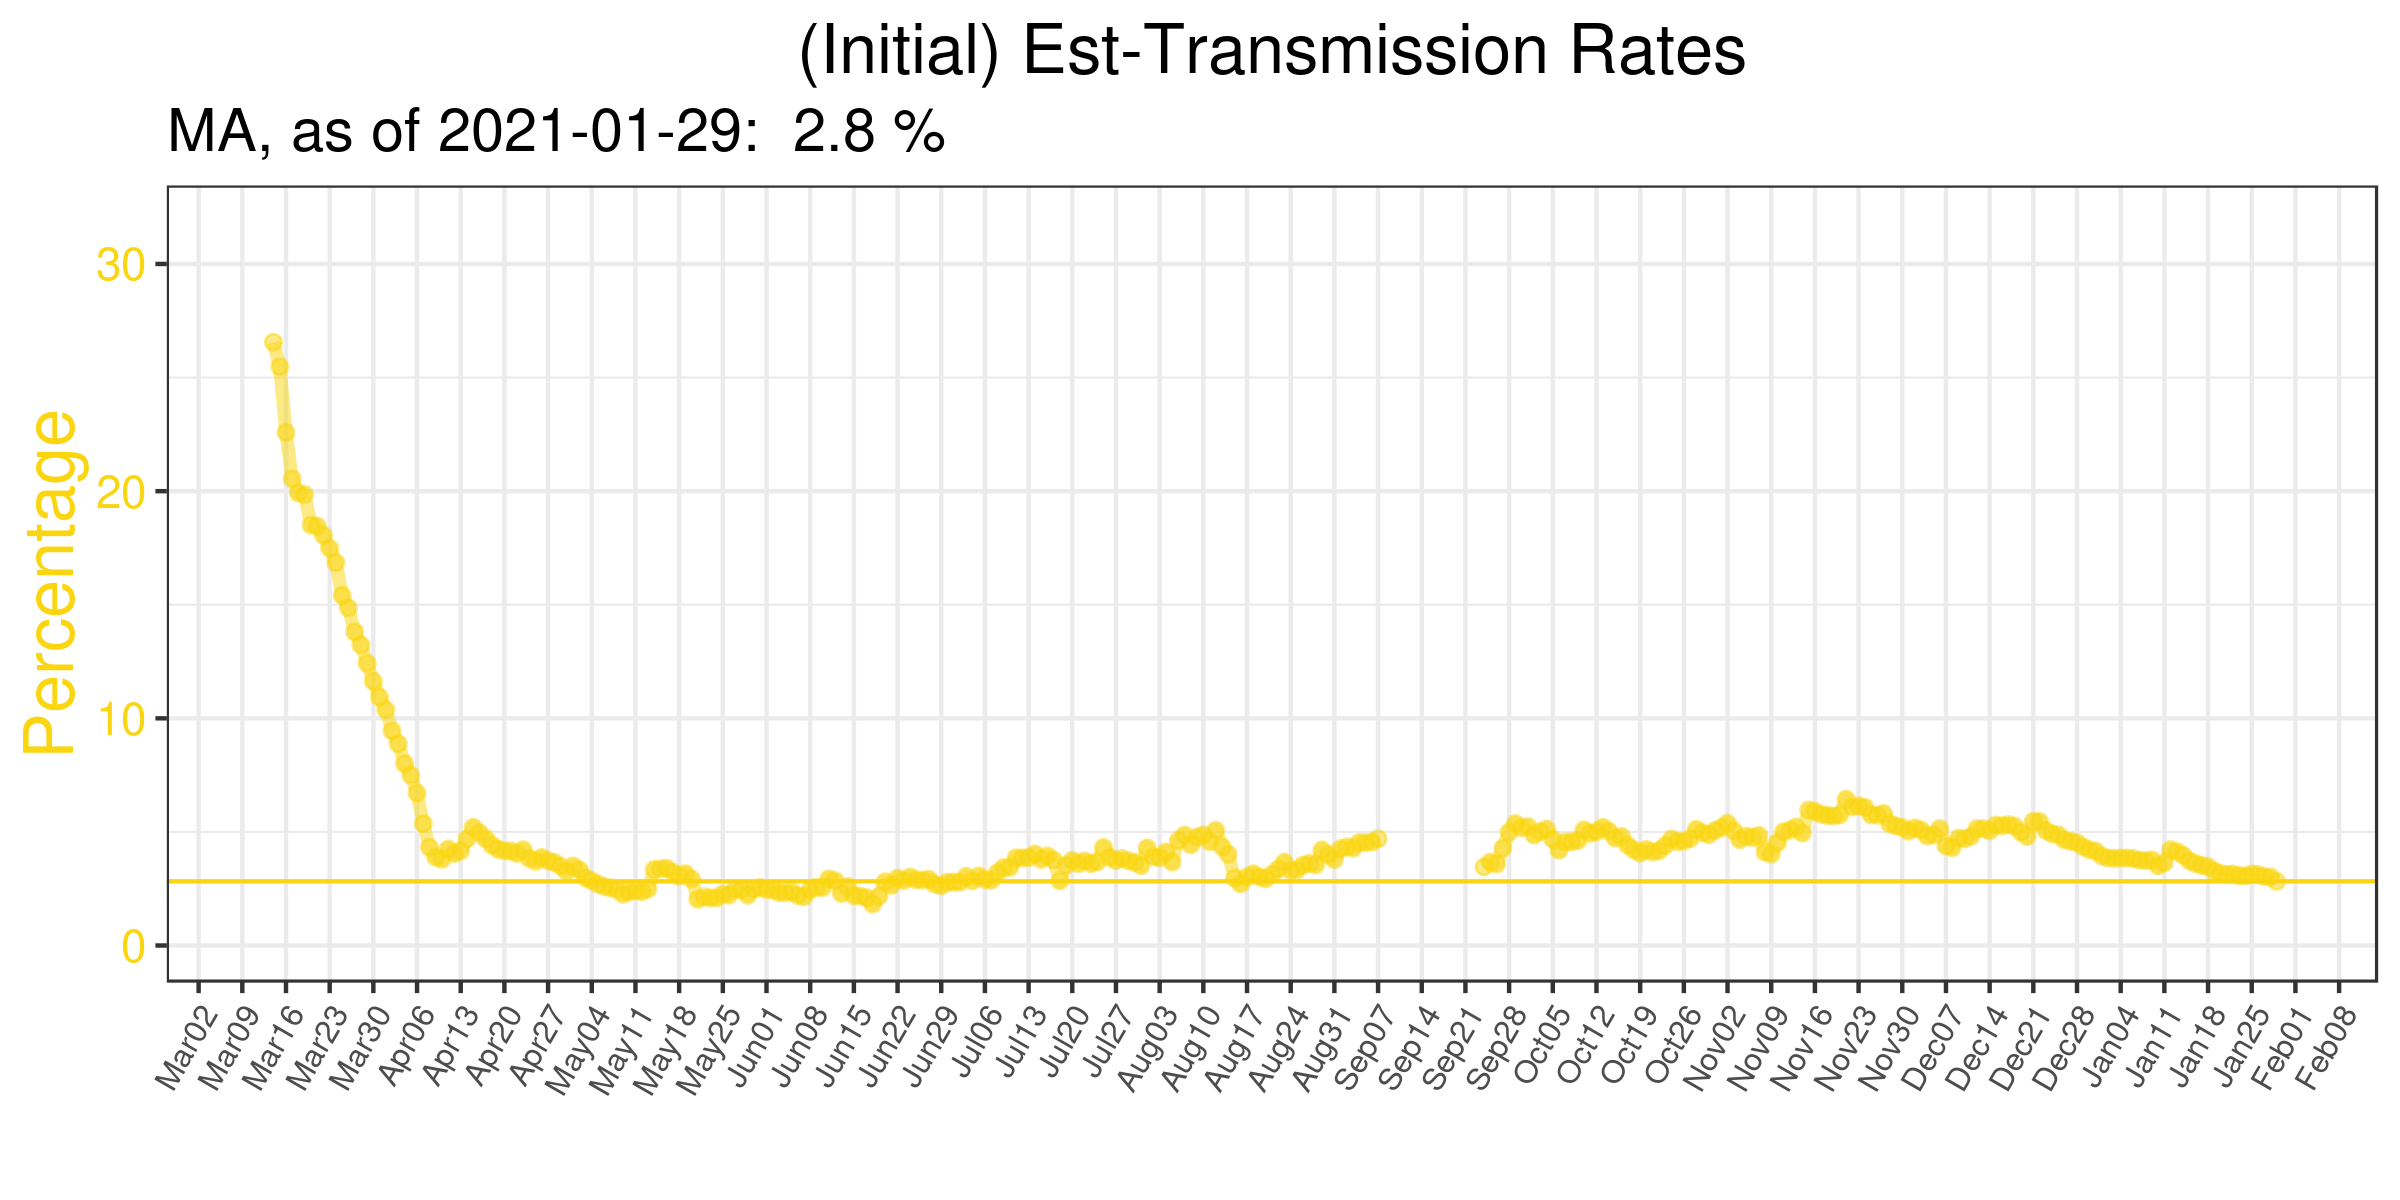 (Initial) Est-Transmission Rates
MA, as of 2021-01-29:  2.8 %
Percentage
30
20
10
0
Mar02
Mar09
Mar16
Mar23
Mar30
Apr06
Apr13
Apr20
Apr27
May04
May11
May18
May25
Jun01
Jun08
Jun15
Jun22
Jun29
Jul06
Jul13
Jul20
Jul27
Aug03
Aug10
Aug17
Aug24
Aug31
Sep07
Sep14
Sep21
Sep28
Oct05
Oct12
Oct19
Oct26
Nov02
Nov09
Nov16
Nov23
Nov30
Dec07
Dec14
Dec21
Dec28
Jan04
Jan11
Jan18
Jan25
Feb01
Feb08